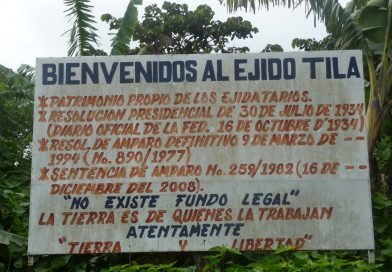 BIENVENIDOS AL EJIDO TILA
*PATRIMONIO PROPIO DE LOS EJIDATARIOS.
*RESOLUCION PRESIDENCIAL DE 30 DE JULIO DE 1934
(DIARIO OFICIAL DE LA FED. 16 DE OCTUBRE D'1934)
*RESOL. DE AMPARO DEFINITIVO 9 DE MARZO DE --
1994 (No. 890/1977)
*SENTENCIA DE AMPARO No. 259/1982 (16 DE --
DICIEMBRE DEL 2008).
"NO EXISTE FUNDO LEGAL"
LA TIERRA ES DE QUIENES LA TRABAJAN
ATENTAMENTE
"TIERRA Y LIBERTAD"